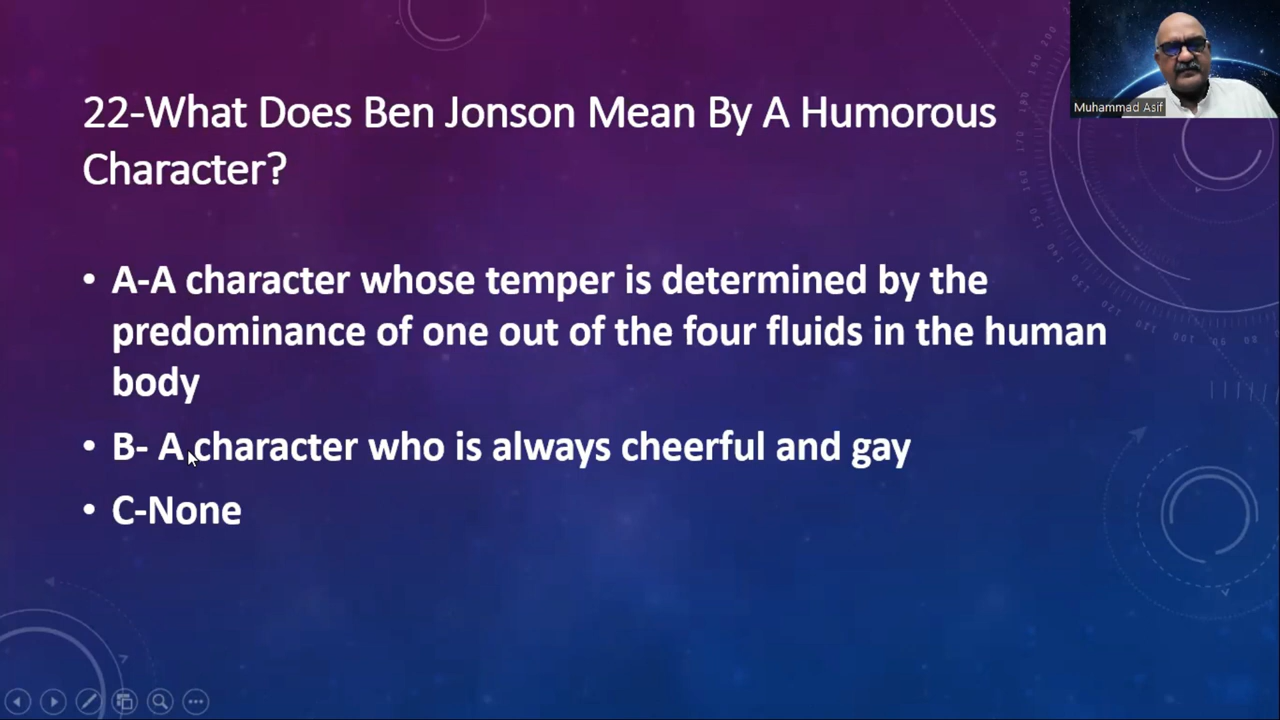 22-What Does Ben Jonson Mean By A Humorous
Character?
• A-A character whose temper is determined by the
predominance of one out of the four fluids in the human
body
• B- A character who is always cheerful and gay
• C-None
Muhammad Asif